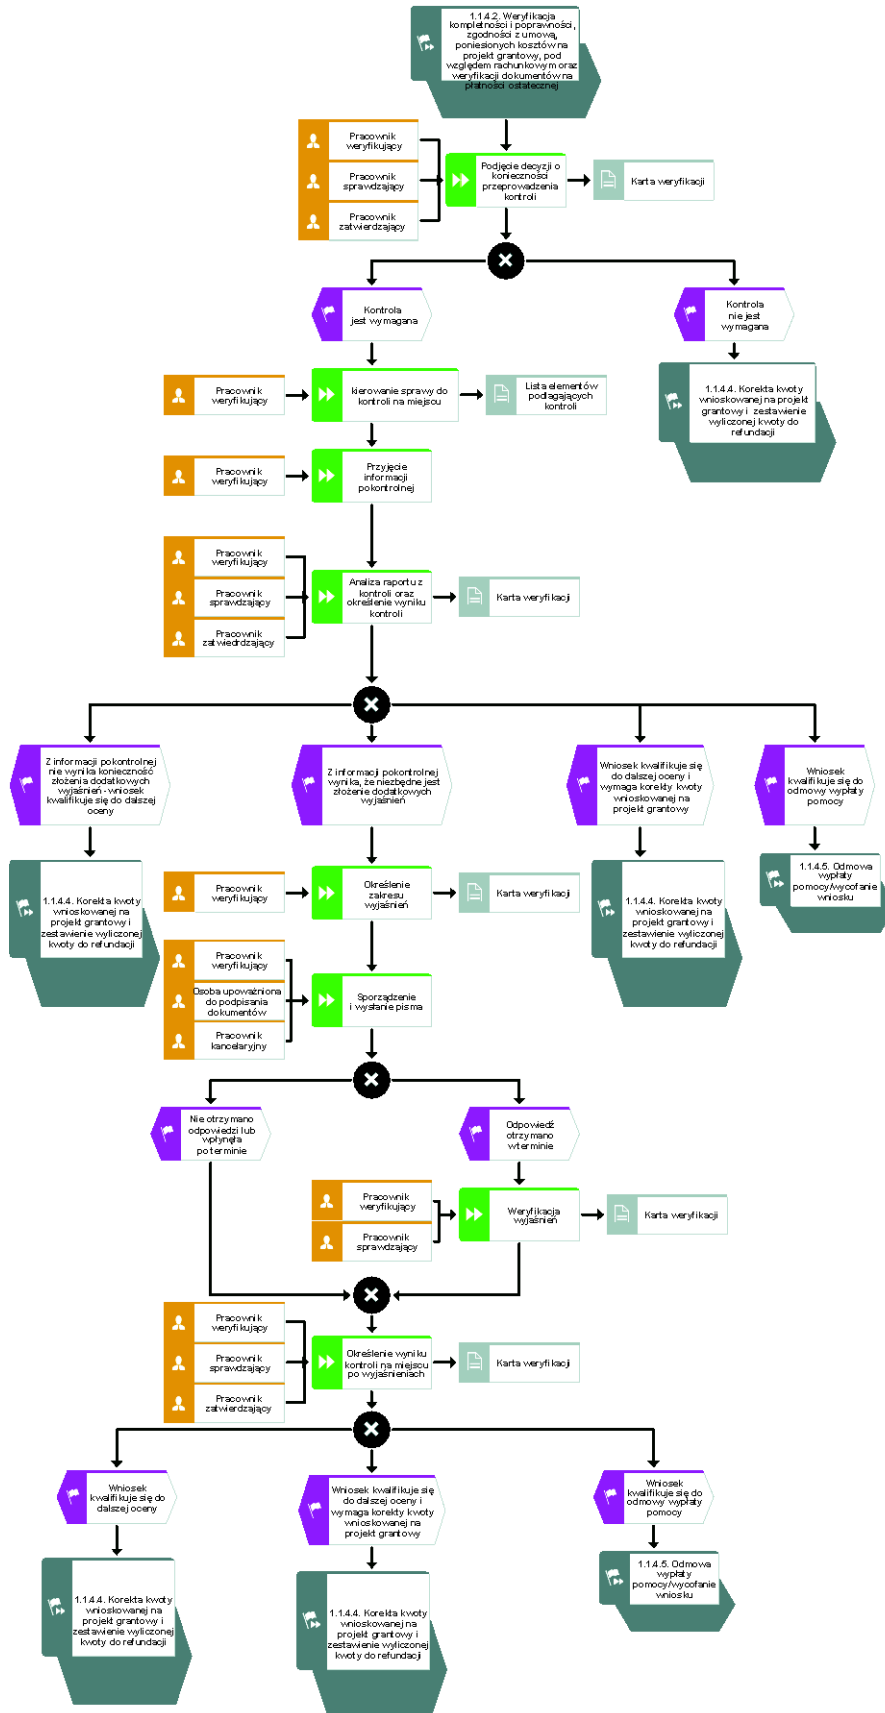 1.1.4.2. Weryfikacja
kompletności i poprawności,
zgodności z umową,
poniesionych kosztów na
projekt grantowy, pod
względem rachunkowym oraz
weryfikacji dokumentów na
płatności ostatecznej
Pracownik
weryfikujący
Pracownik
sprawdzający
Pracownik
zatwierdzający
Podjęcie decyzji o
konieczności
przeprowadzenia
kontroli
Karta weryfikacji
Kontrola
jest wymagana
Kontrola
nie jest
wymagana
Pracownik
weryfikujący
kierowanie sprawy do
kontroli na miejscu
Lista elementów
podlagających
kontroli
1.1.4.4. Korekta kwoty
wnioskowanej na projekt
grantowy i zestawienie
wyliczonej kwoty do
refundacji
Pracownik
weryfikujący
Przyjęcie
informacji
pokontrolnej
Pracownik
weryfikujący
Pracownik
sprawdzający
Pracownik
zatwiedrdzający
Analiza raportu z
kontroli oraz
określenie wyniku
kontroli
Karta weryfikacji
Z informacji pokontrolnej
nie wynika konieczność
złożenia dodatkowych
wyjaśnień - wniosek
kwalifikuje się do dalszej
oceny
Z informacji pokontrolnej
wynika, że niezbędne jest
złożenie dodatkowych
wyjaśnień
Wniosek kwalifikuje się
do dalszej oceny i
wymaga korekty kwoty
wnioskowanej na
projekt grantowy
Wniosek
kwalifikuje się do
odmowy wypłaty
pomocy
1.1.4.4. Korekta kwoty
wnioskowanej na
projekt grantowy i
zestawienie wyliczonej
kwoty do refundacji
Pracownik
weryfikujący
Określenie
zakresu
wyjaśnień
Karta weryfikacji
1.1.4.4. Korekta kwoty
wnioskowanej na
projekt grantowy i
zestawienie wyliczonej
kwoty do refundacji
1.1.4.5. Odmowa
wypłaty
pomocy/wycofanie
wniosku
Pracownik
weryfikujący
Osoba upoważniona
do podpisania
dokumentów
Pracownik
kancelaryjny
Sporządzenie
i wysłanie pisma
Nie otrzymano
odpowiedzi lub
wpłynęła
po terminie
Odpowiedź
otrzymano
w terminie
Pracownik
weryfikujący
Pracownik
sprawdzający
Weryfikacja
wyjaśnień
Karta weryfikacji
Pracownik
weryfikujący
Pracownik
sprawdzający
Pracownik
zatwierdzający
Określenie wyniku
kontroli na miejscu
po wyjaśnieniach
Karta weryfikacji
Wniosek
kwalifikuje się do
dalszej oceny
Wniosek kwalifikuje się
do dalszej oceny i
wymaga korekty kwoty
wnioskowanej na
projekt grantowy
Wniosek
kwalifikuje się do
odmowy wypłaty
pomocy
1.1.4.4. Korekta kwoty
wnioskowanej na
projekt grantowy i
zestawienie wyliczonej
kwoty do refundacji
1.1.4.4. Korekta kwoty
wnioskowanej na
projekt grantowy i
zestawienie wyliczonej
kwoty do refundacji
1.1.4.5. Odmowa
wypłaty
pomocy/wycofanie
wniosku